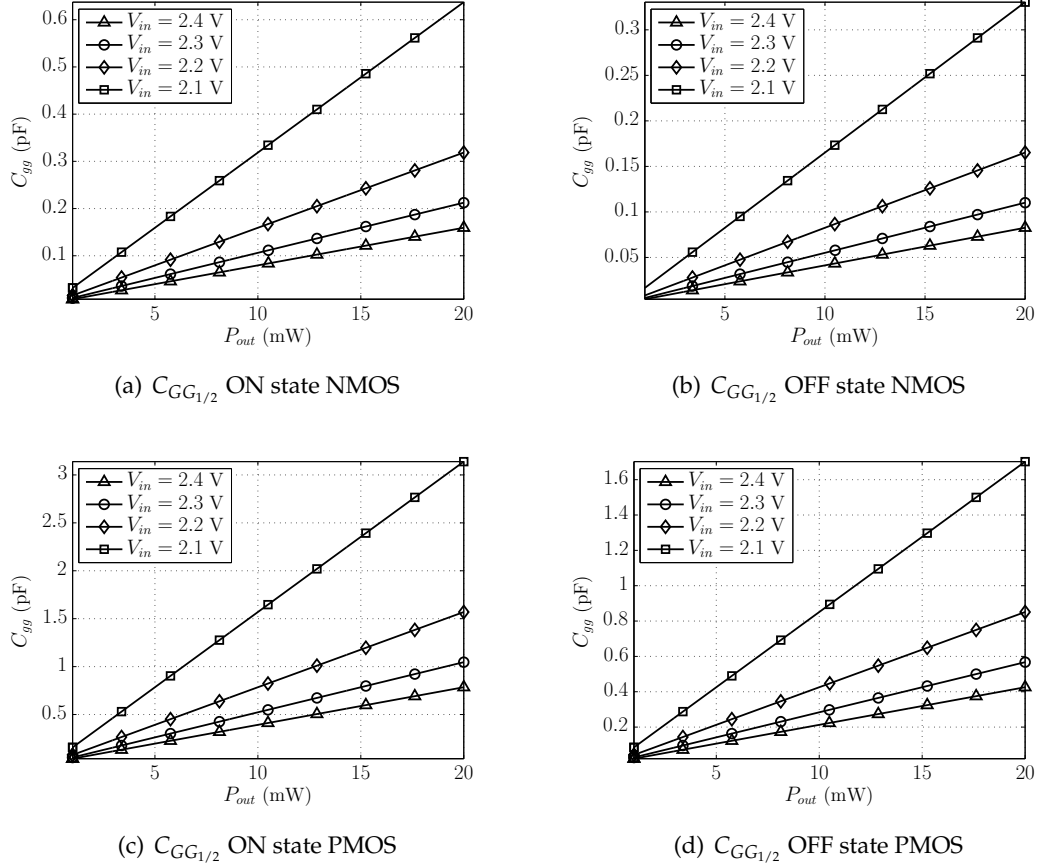 0.6
0.5
0.4
0.3
0.2
0.1
C_gg (pF)
V_in = 2.4 V
V_in = 2.3 V
V_in = 2.2 V
V_in = 2.1 V
5 10 15 20
P_out (mW)
(a) C_GG1/2 ON state NMOS
0.3
0.25
0.2
0.15
0.1
0.05
C_gg (pF)
V_in = 2.4 V
V_in = 2.3 V
V_in = 2.2 V
V_in = 2.1 V
5 10 15 20
P_out (mW)
(b) C_GG1/2 OFF state NMOS
3
2.5
2
1.5
1
0.5
C_gg (pF)
V_in = 2.4 V
V_in = 2.3 V
V_in = 2.2 V
V_in = 2.1 V
5 10 15 20
P_out (mW)
(c) C_GG1/2 ON state PMOS
1.6
1.4
1.2
1
0.8
0.6
0.4
0.2
C_gg (pF)
V_in = 2.4 V
V_in = 2.3 V
V_in = 2.2 V
V_in = 2.1 V
5 10 15 20
P_out (mW)
(d) C_GG1/2 OFF state PMOS